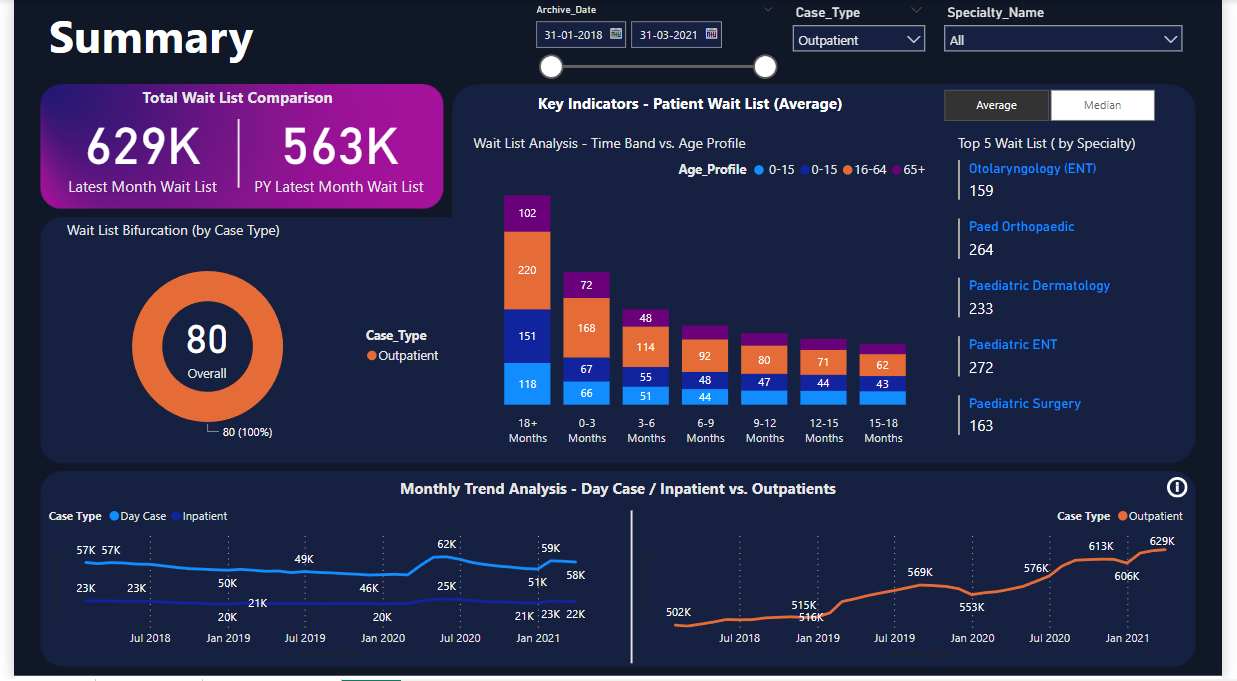 Summary
Archive_Date
31-01-2018
31-03-2021
Case_Type
Outpatient
Specialty_Name
All
Total Wait List Comparison
629K
Latest Month Wait List
563K
PY Latest Month Wait List
Key Indicators - Patient Wait List (Average)
Average
Median
Wait List Bifurcation (by Case Type)
80
Overall
80 (100%)
Case_Type
Outpatient
Wait List Analysis - Time Band vs. Age Profile
Age_Profile 0-15 0-15 16-64 65+
102
220
151
118
72
168
67
66
48
114
55
51
92
48
44
80
47
71
44
62
43
18+ Months
0-3 Months
3-6 Months
6-9 Months
9-12 Months
12-15 Months
15-18 Months
Top 5 Wait List ( by Specialty)
Otolaryngology (ENT)
159
Paed Orthopaedic
264
Paediatric Dermatology
233
Paediatric ENT
272
Paediatric Surgery
163
Monthly Trend Analysis - Day Case / Inpatient vs. Outpatients
Case Type Day Case Inpatient
57K 57K 49K 62K 59K
50K 46K 51K 58K
23K 23K 21K 25K
20K 20K 21K 23K 22K
Jul 2018 Jan 2019 Jul 2019 Jan 2020 Jul 2020 Jan 2021
Case Type Outpatient
502K 515K 516K 569K 553K 576K 613K 606K 629K
Jul 2018 Jan 2019 Jul 2019 Jan 2020 Jul 2020 Jan 2021